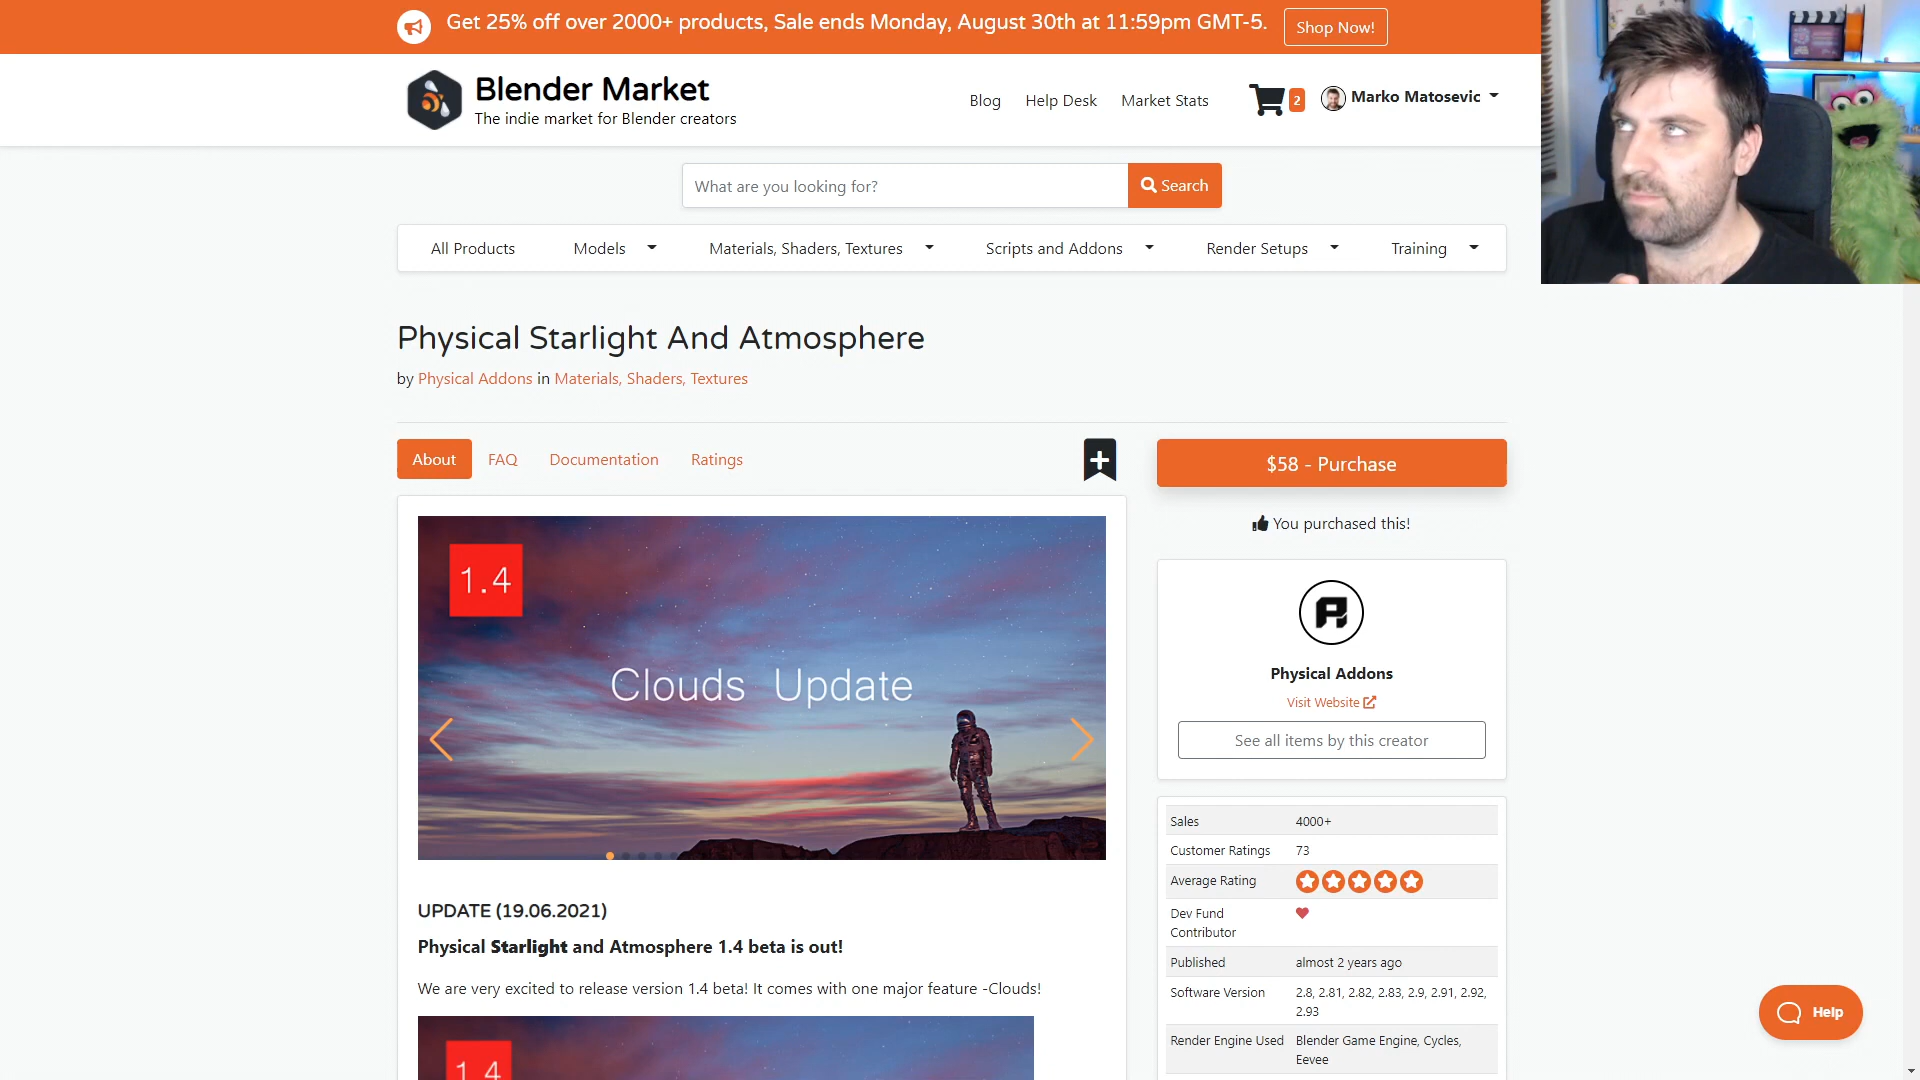 Get 25% off over 2000+ products, Sale ends Monday, August 30th at 11:59pm GMT-5.
Shop Now!
Blender Market
The indie market for Blender creators
Blog
Help Desk
Market Stats
2
Marko Matosevic
What are you looking for?
Search
All Products
Models
Materials, Shaders, Textures
Scripts and Addons
Render Setups
Training
Physical Starlight And Atmosphere
by Physical Addons in Materials, Shaders, Textures
About
FAQ
Documentation
Ratings
$58 - Purchase
You purchased this!
1.4
Clouds Update
Physical Addons
Visit Website
See all items by this creator
Sales 4000+
Customer Ratings 73
Average Rating
Dev Fund
Contributor
Published almost 2 years ago
Software Version 2.8, 2.81, 2.82, 2.83, 2.9, 2.91, 2.92,
2.93
Render Engine Used Blender Game Engine, Cycles,
Eevee
UPDATE (19.06.2021)
Physical Starlight and Atmosphere 1.4 beta is out!
We are very excited to release version 1.4 beta! It comes with one major feature -Clouds!
1.4
Help